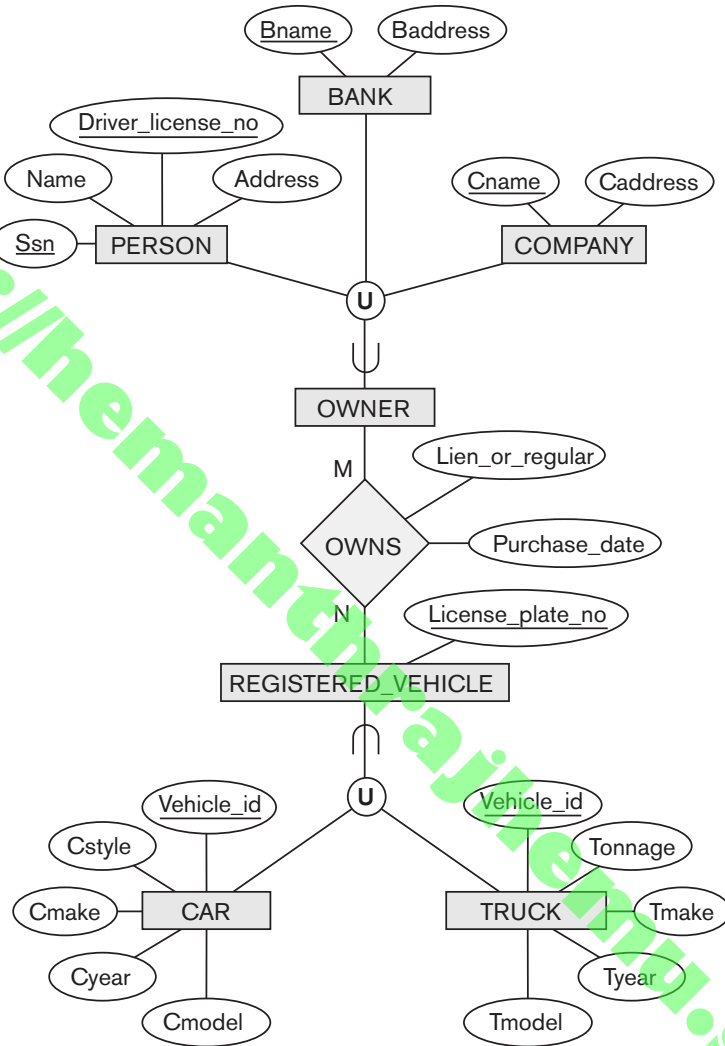 Bname Baddress
BANK
Driver_license_no
Name Address Cname Caddress
Ssn PERSON COMPANY
U
OWNER
M Lien_or_regular
OWNS Purchase_date
N License_plate_no
REGISTERED_VEHICLE
U
Vehicle_id Vehicle_id
Cstyle Tonnage
Cmake CAR TRUCK Tmake
Cyear Tyear
Cmodel Tmodel
//hemanthrajhemu.